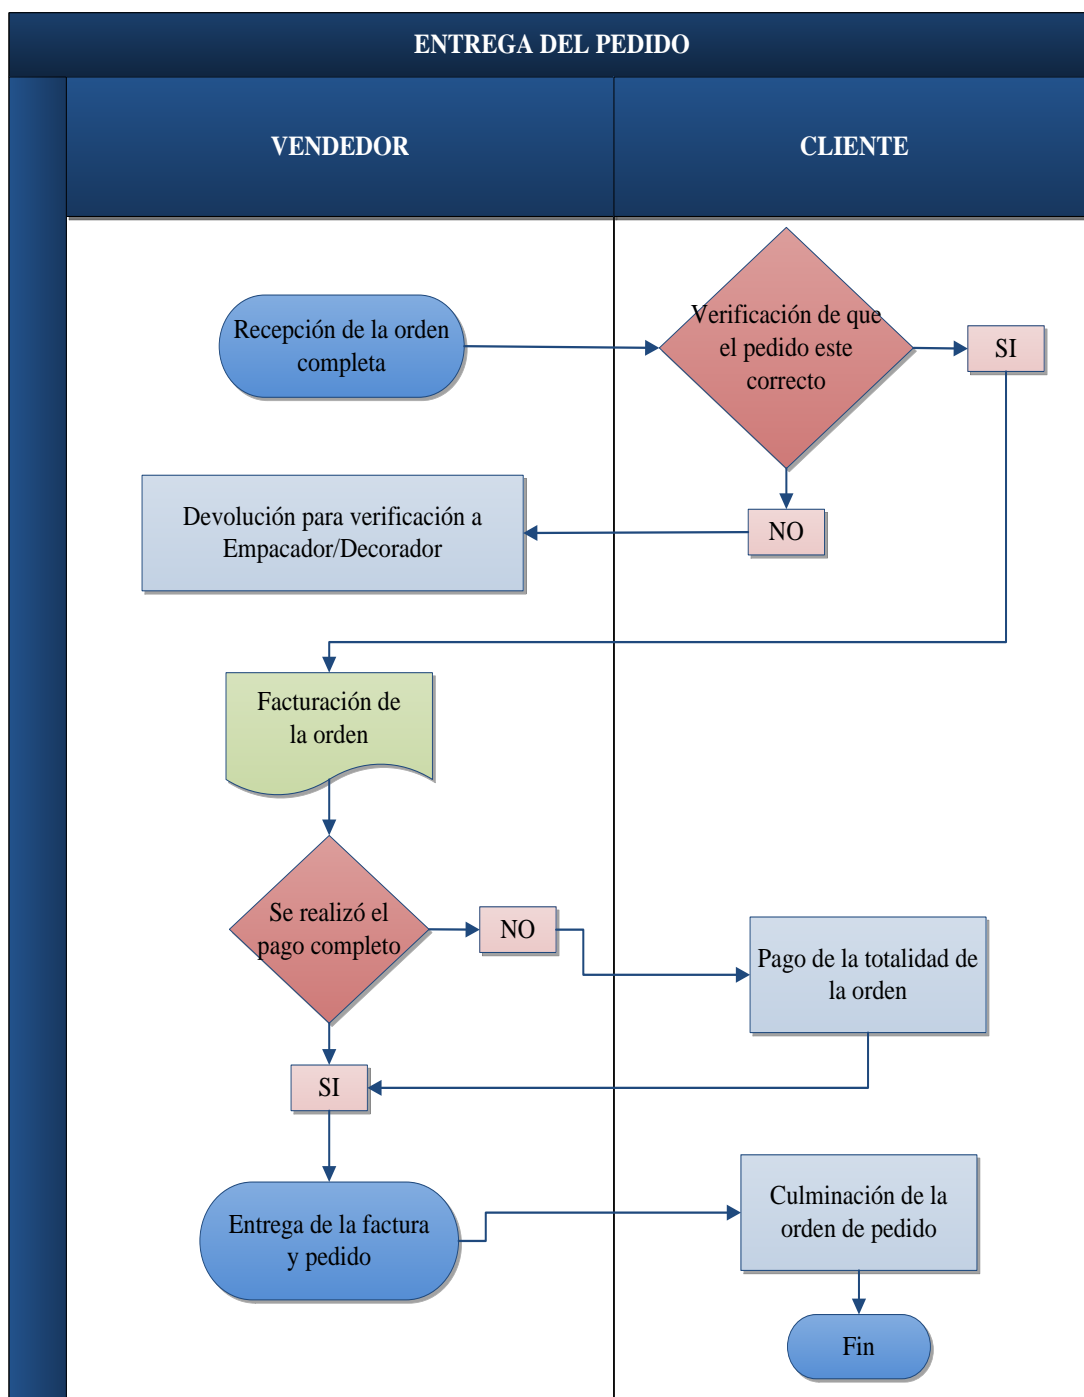 ENTREGA DEL PEDIDO
VENDEDOR
CLIENTE
Recepción de la orden
completa
Verificación de que
el pedido este
correcto
SI
Devolución para verificación a
Empacador/Decorador
NO
Facturación de
la orden
Se realizó el
pago completo
NO
Pago de la totalidad de
la orden
SI
Entrega de la factura
y pedido
Culminación de la
orden de pedido
Fin